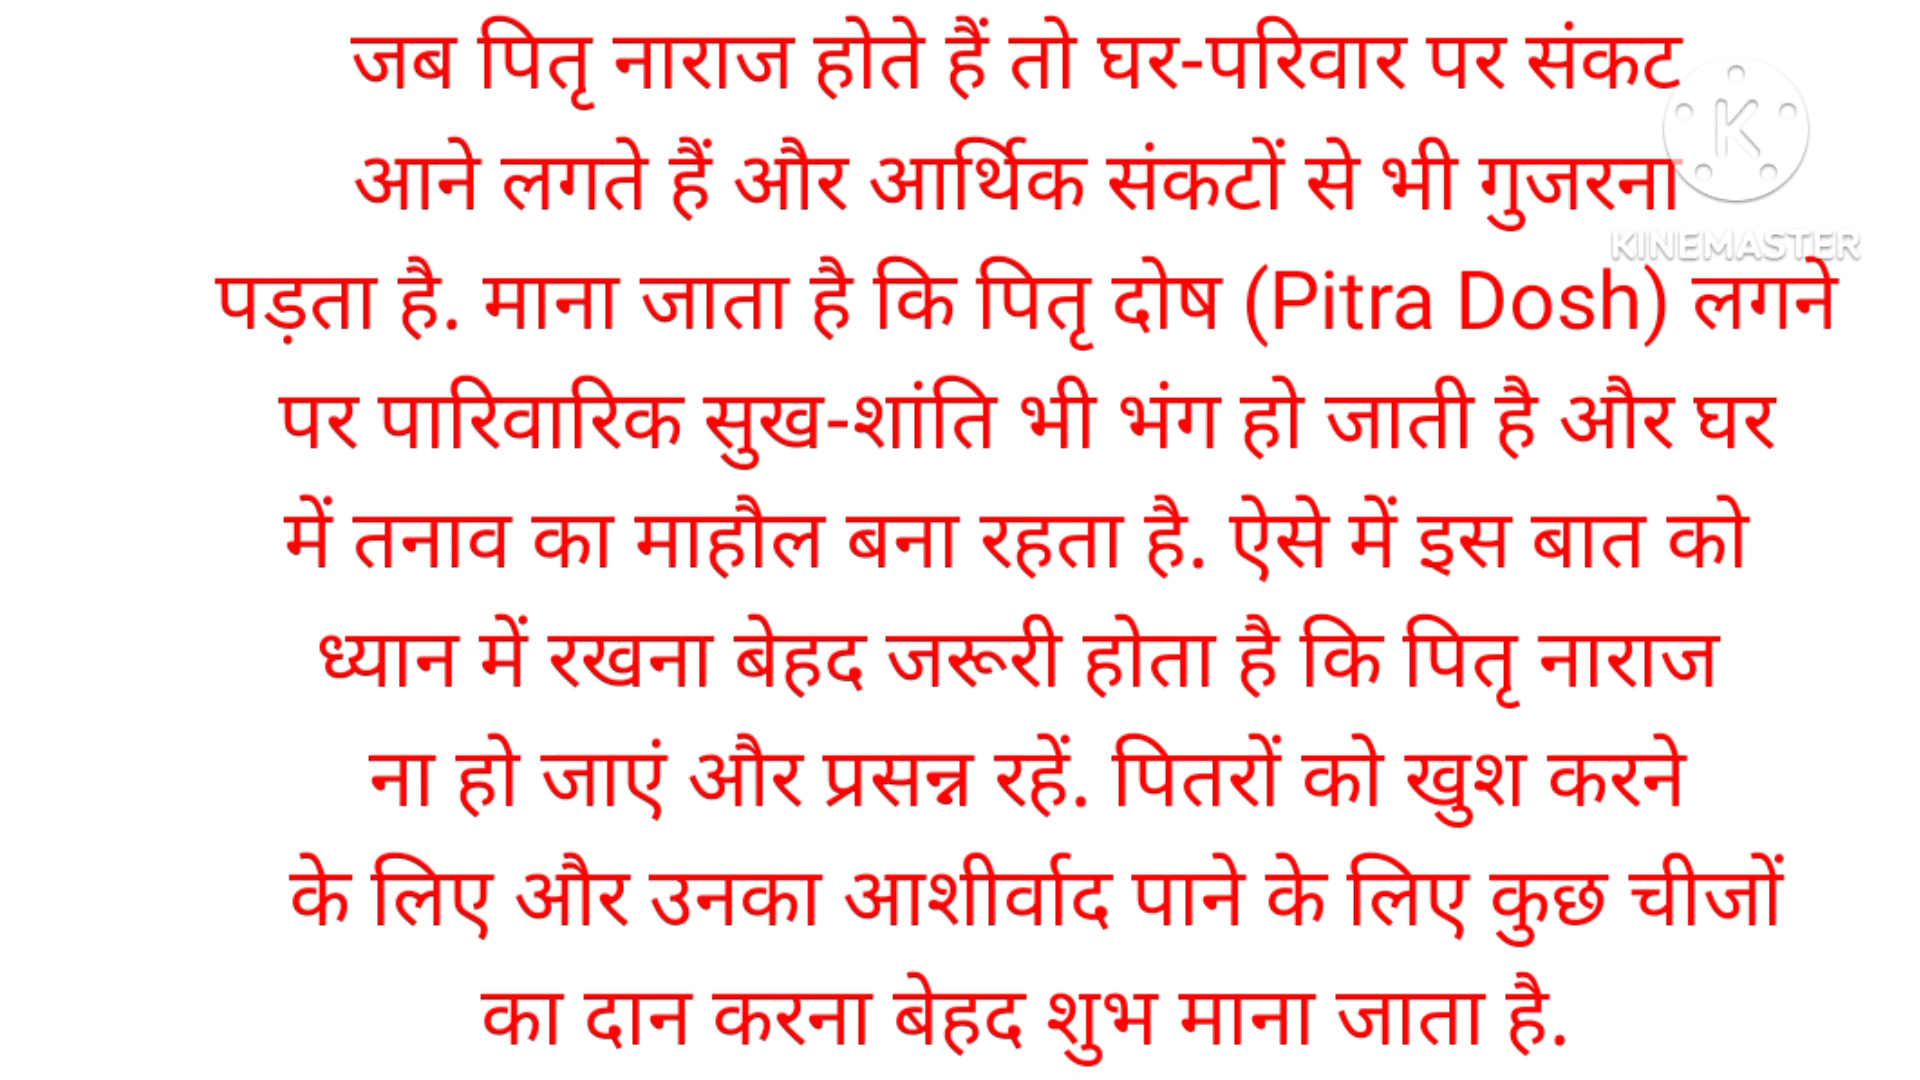 जब पितृ नाराज होते हैं तो घर-परिवार पर संकट
आने लगते हैं और आर्थिक संकटों से भी गुजरना
पड़ता है. माना जाता है कि पितृ दोष (Pitra Dosh) लगने
पर पारिवारिक सुख-शांति भी भंग हो जाती है और घर
में तनाव का माहौल बना रहता है. ऐसे में इस बात को
ध्यान में रखना बेहद जरूरी होता है कि पितृ नाराज
ना हो जाएं और प्रसन्न रहें. पितरों को खुश करने
के लिए और उनका आशीर्वाद पाने के लिए कुछ चीजों
का दान करना बेहद शुभ माना जाता है.
K
KINEMASTER